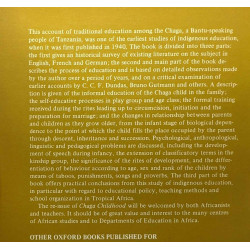 This account of traditional education among the Chaga, a Bantu-speaking
people of Tanzania, was one of the earliest studies of indigenous education,
when it was first published in 1940. The book is divided into three parts:
the first gives an historical survey of existing literature on the subject in
English, French and German; the second and main part of the book de-
scribes the process of education and is based on detailed observations made
by the author over a period of years, and on a critical examination of
earlier accounts by C. C. F. Dundas, Bruno Gutmann and others. A descrip-
tion is given of the informal education of the Chaga child in the family;
the self-educative processes in play group and age class; the formal training
received during the rites leading up to circumcision, initiation and the
preparation for marriage; and the changes in relationship between parents
and children as they grow older, from the infant stage of biological depen-
dence to the point at which the child fills the place occupied by the parent
through descent, inheritance and succession. Psychological, anthropological,
linguistic and pedagogical problems are discussed, including the develop-
ment of speech during infancy, the extension of classificatory terms in the
kinship group, the significance of the rites of development, and the differ-
entiation of behaviour according to age, sex and rank of the children by
means of taboos, punishments, songs and proverbs. The third part of the
book offers practical conclusions from this study of indigenous education,
in particular with regard to educational policy, teaching methods and
school organization in Tropical Africa.
The re-issue of Chaga Childhood will be welcomed both by Africanists
and teachers. It should be of great value and interest to the many centres
of African studies and to Departments of Education in Africa.
OTHER OXFORD BOOKS PUBLISHED FOR